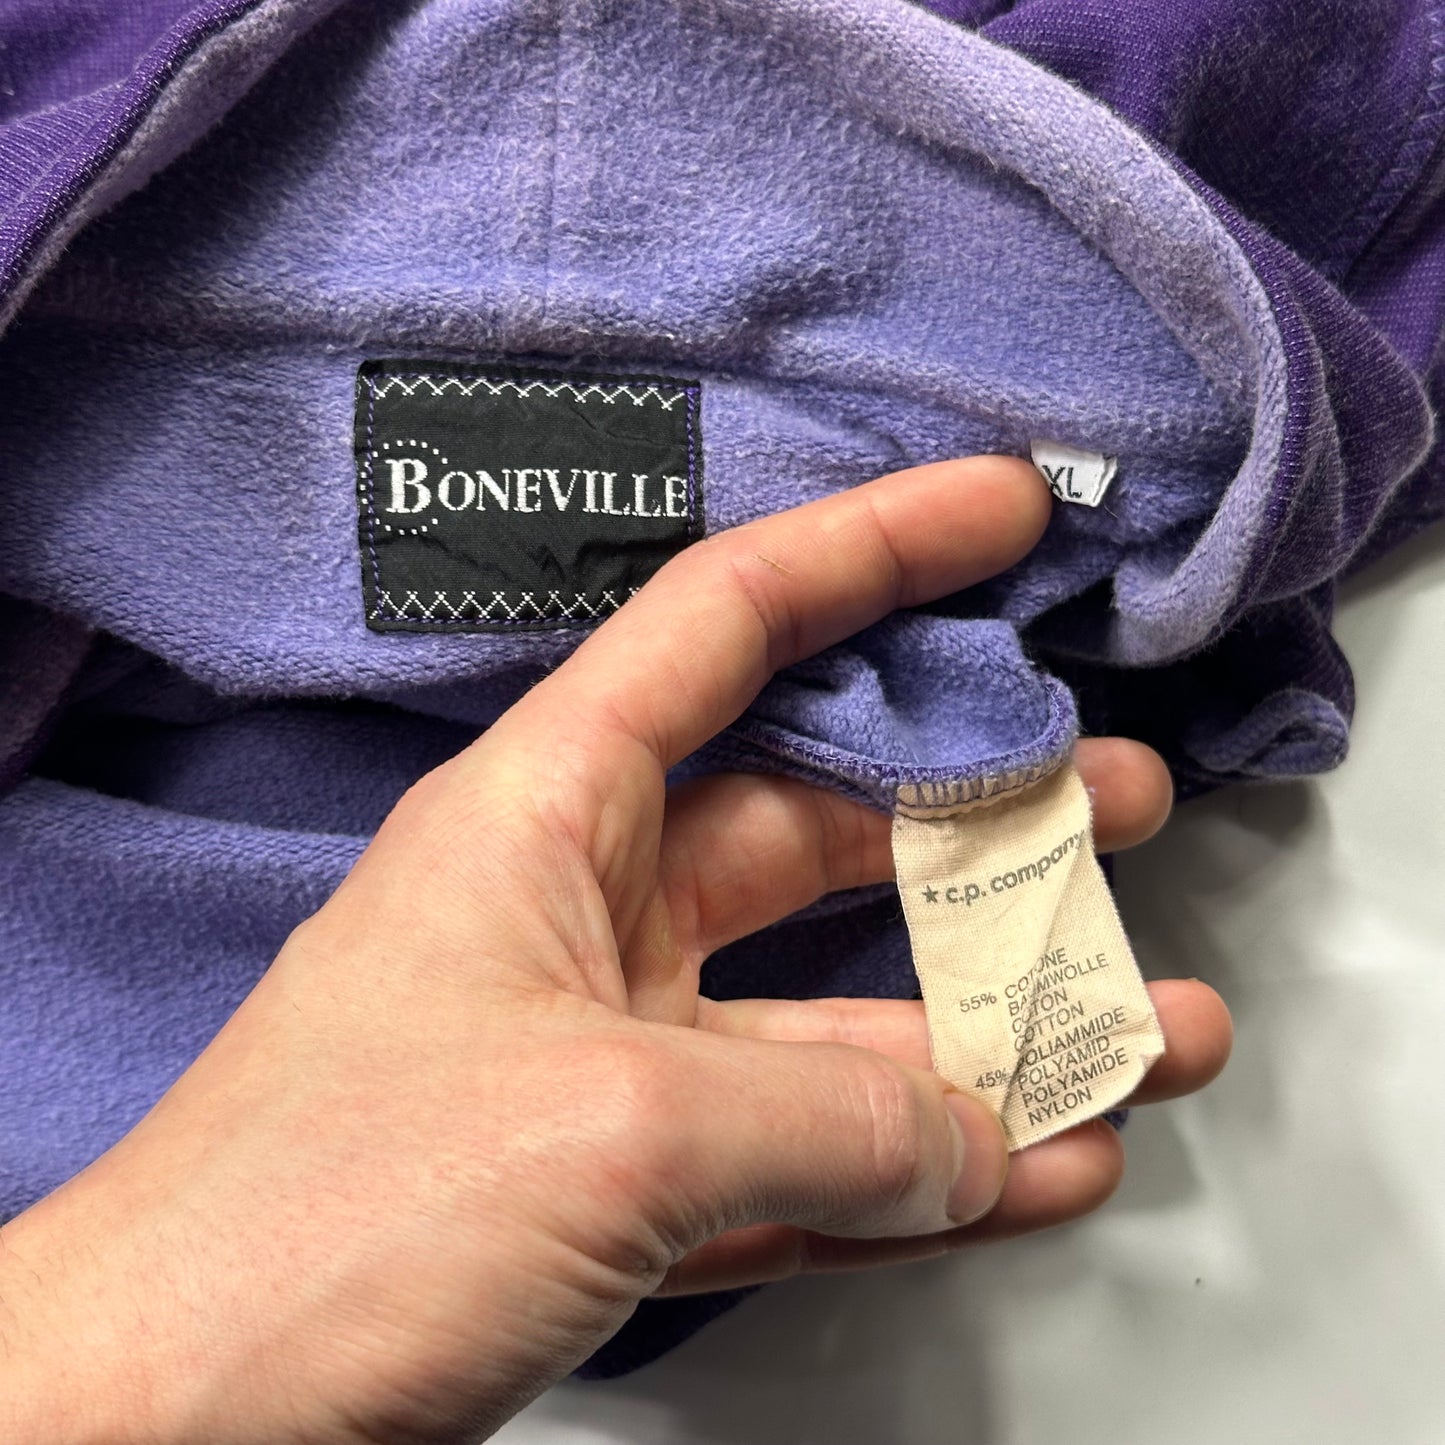 BONEVILLE
XL
★ c.p. company
55% COTONE
BAUMWOLLE
COTON
COTTON
45% POLIAMMIDE
POLYAMID
POLYAMIDE
NYLON